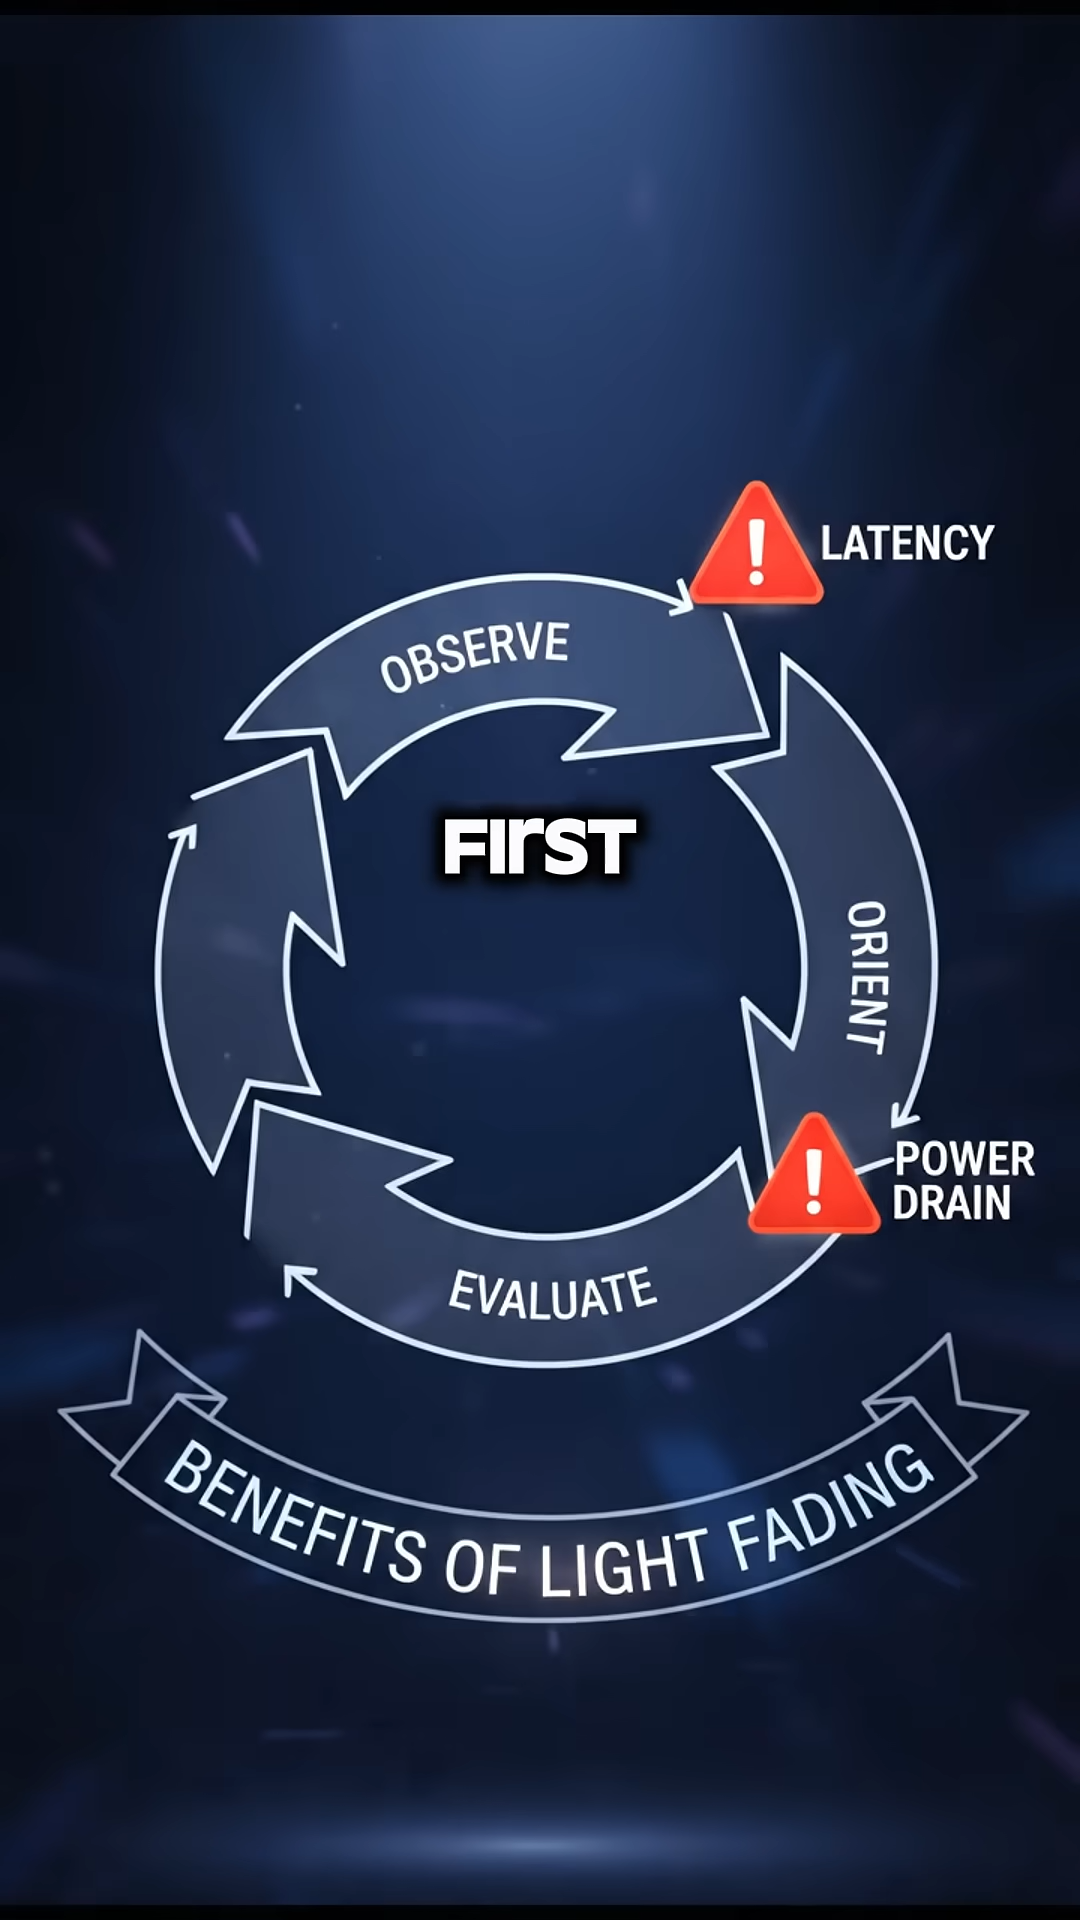 LATENCY
OBSERVE
FIrST
ORIENT
POWER
DRAIN
EVALUATE
BENEFITS OF LIGHT FADING